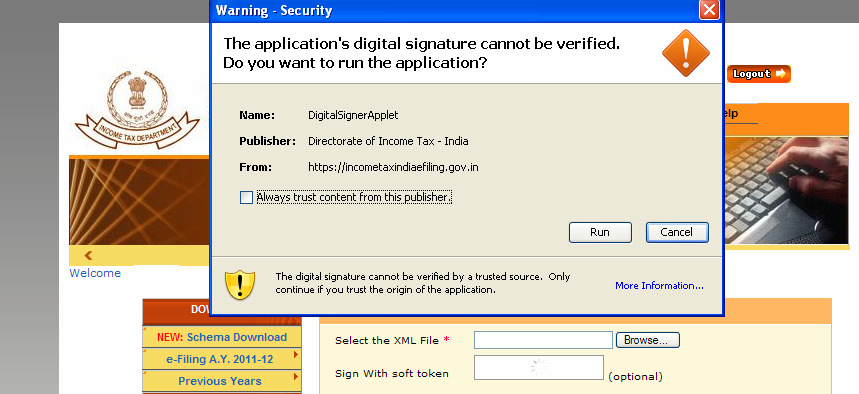 Warning - Security
The application's digital signature cannot be verified.
Do you want to run the application?
Name: DigitalSignerApplet
Publisher: Directorate of Income Tax - India
From: https://incometaxindiaefiling.gov.in
Always trust content from this publisher.
Run Cancel
The digital signature cannot be verified by a trusted source. Only
continue if you trust the origin of the application.
More Information...
INCOME TAX DEPARTMENT
Logout
Welcome
NEW: Schema Download
e-Filing A.Y. 2011-12
Previous Years
Select the XML File * Browse...
Sign With soft token (optional)